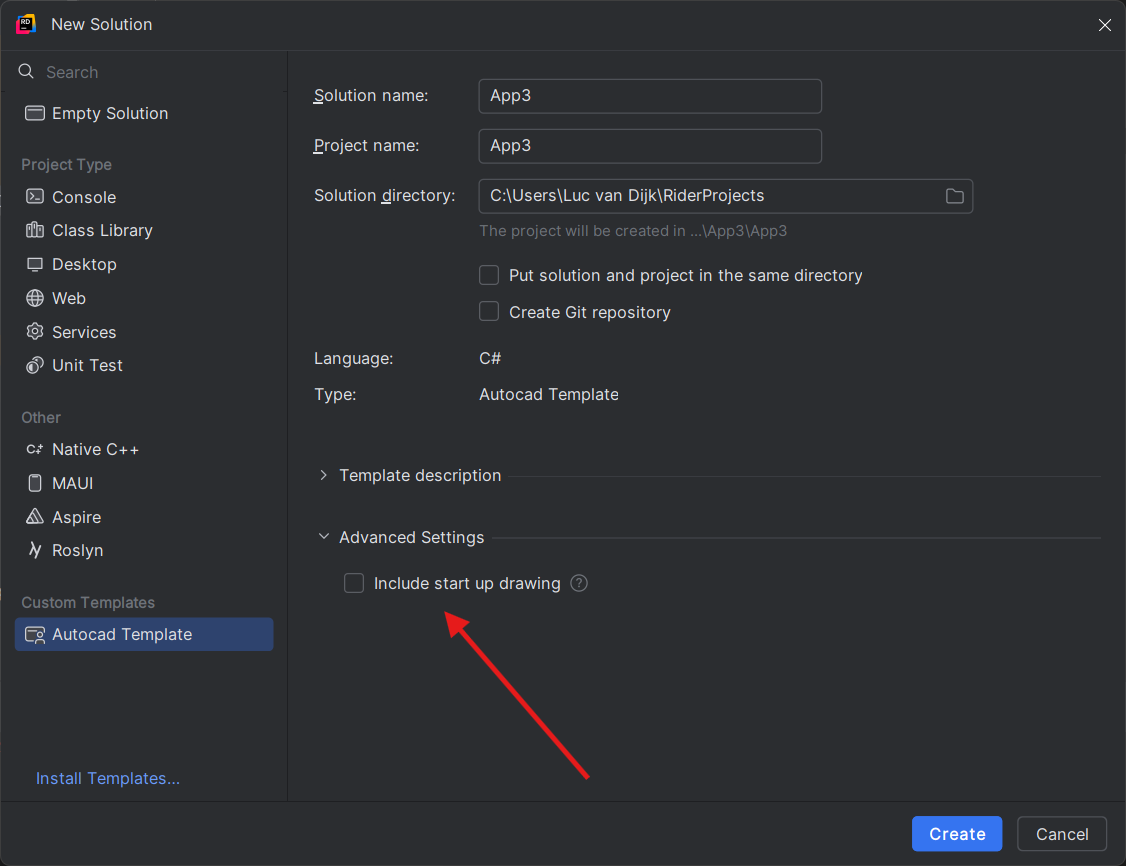 New Solution
Search
Empty Solution
Project Type
Console
Class Library
Desktop
Web
Services
Unit Test
Other
Native C++
MAUI
Aspire
Roslyn
Custom Templates
Autocad Template
Install Templates...
Solution name: App3
Project name: App3
Solution directory: C:\Users\Luc van Dijk\RiderProjects
The project will be created in ...\App3\App3
Put solution and project in the same directory
Create Git repository
Language: C#
Type: Autocad Template
Template description
Advanced Settings
Include start up drawing ?
Create Cancel